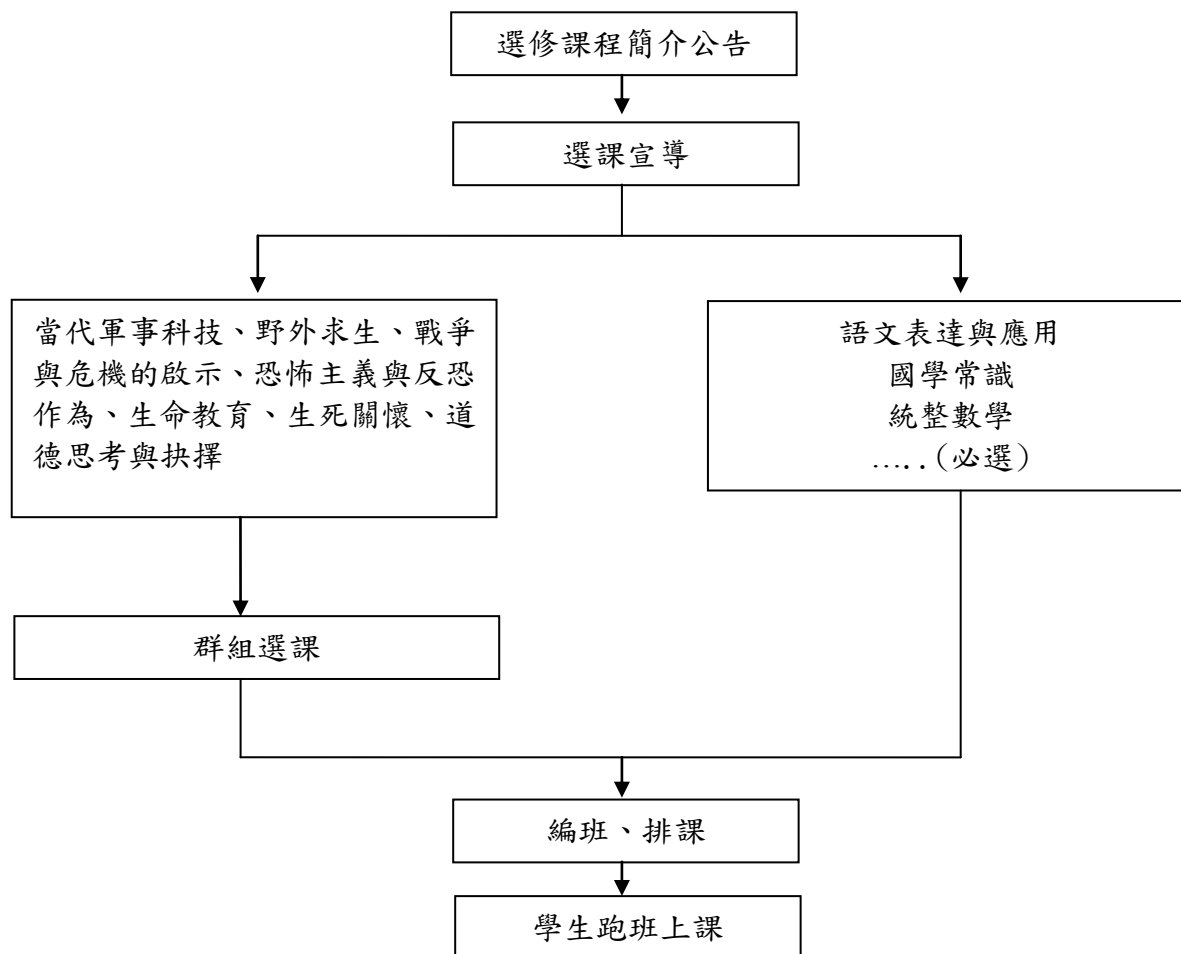 選修課程簡介公告
選課宣導
當代軍事科技、野外求生、戰爭
與危機的啟示、恐怖主義與反恐
作為、生命教育、生死關懷、道
德思考與抉擇
語文表達與應用
國學常識
統整數學
…..(必選)
群組選課
編班、排課
學生跑班上課